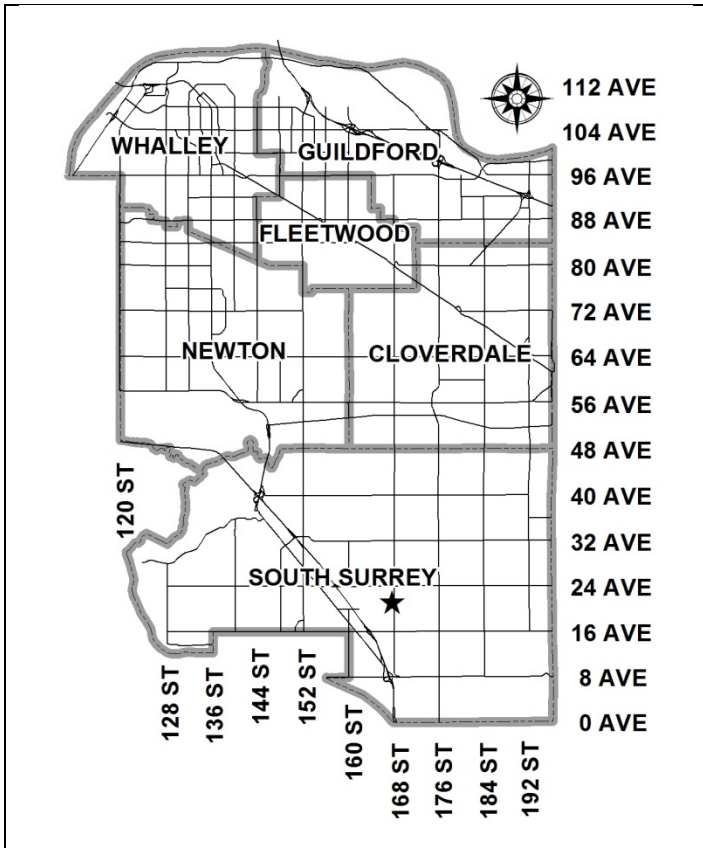 112 AVE
104 AVE
WHALLEY
GUILDFORD
96 AVE
88 AVE
FLEETWOOD
80 AVE
72 AVE
NEWTON
CLOVERDALE
64 AVE
56 AVE
48 AVE
120 ST
40 AVE
32 AVE
SOUTH SURREY
24 AVE
16 AVE
8 AVE
128 ST
136 ST
144 ST
152 ST
160 ST
0 AVE
168 ST
176 ST
184 ST
192 ST